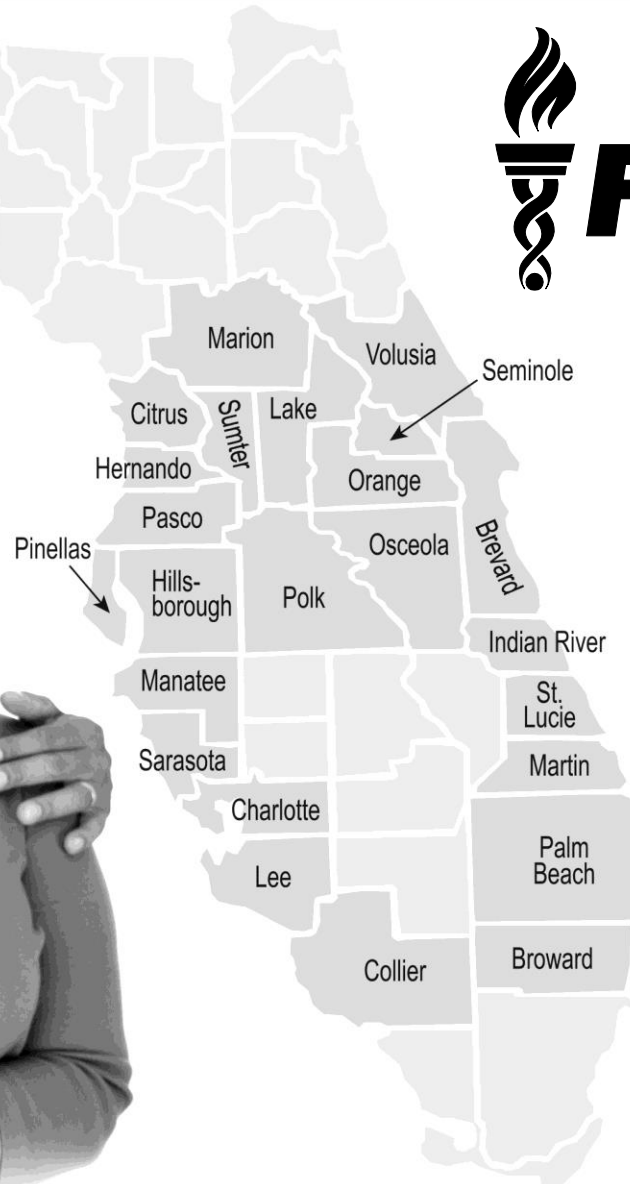 Marion
Volusia
Seminole
Citrus
Sumter
Lake
Hernando
Orange
Pasco
Pinellas
Osceola
Brevard
Hills-
borough
Polk
Indian River
Manatee
St.
Lucie
Sarasota
Martin
Charlotte
Palm
Beach
Lee
Broward
Collier